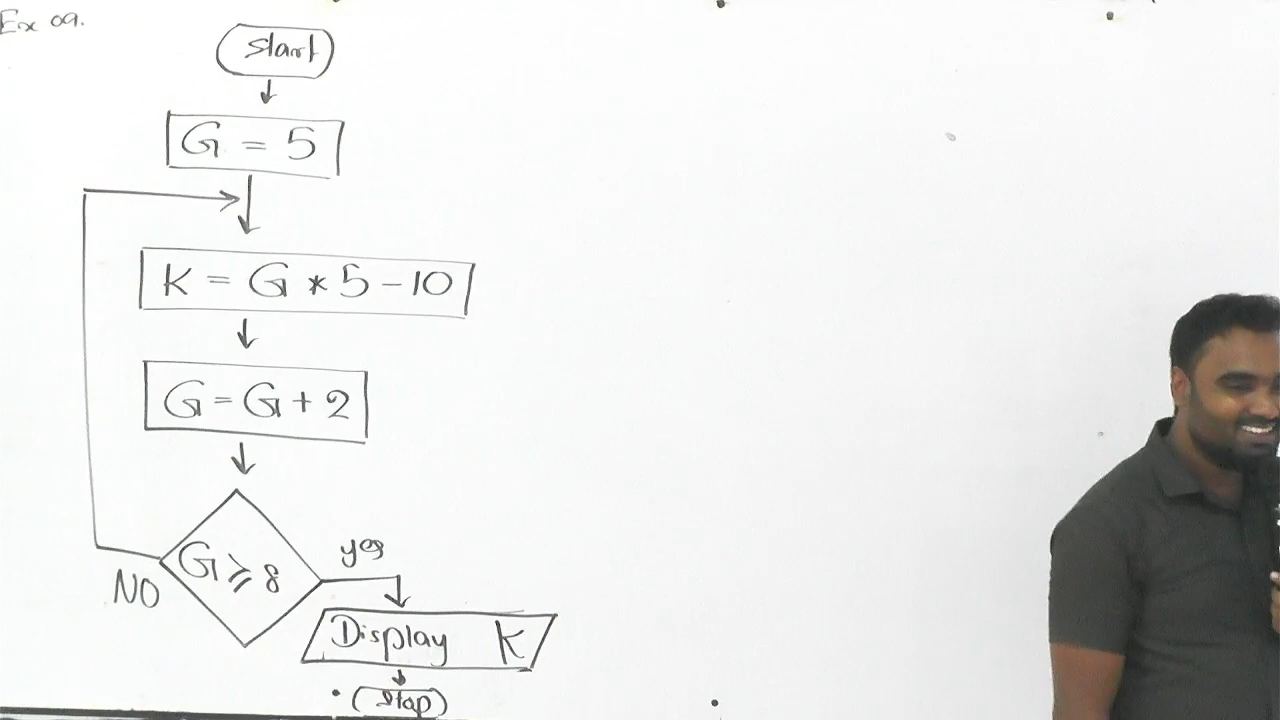 Ex 09.
Start
G = 5
K = G * 5 - 10
G = G + 2
G ≥ 8
yes
NO
Display K
Stop